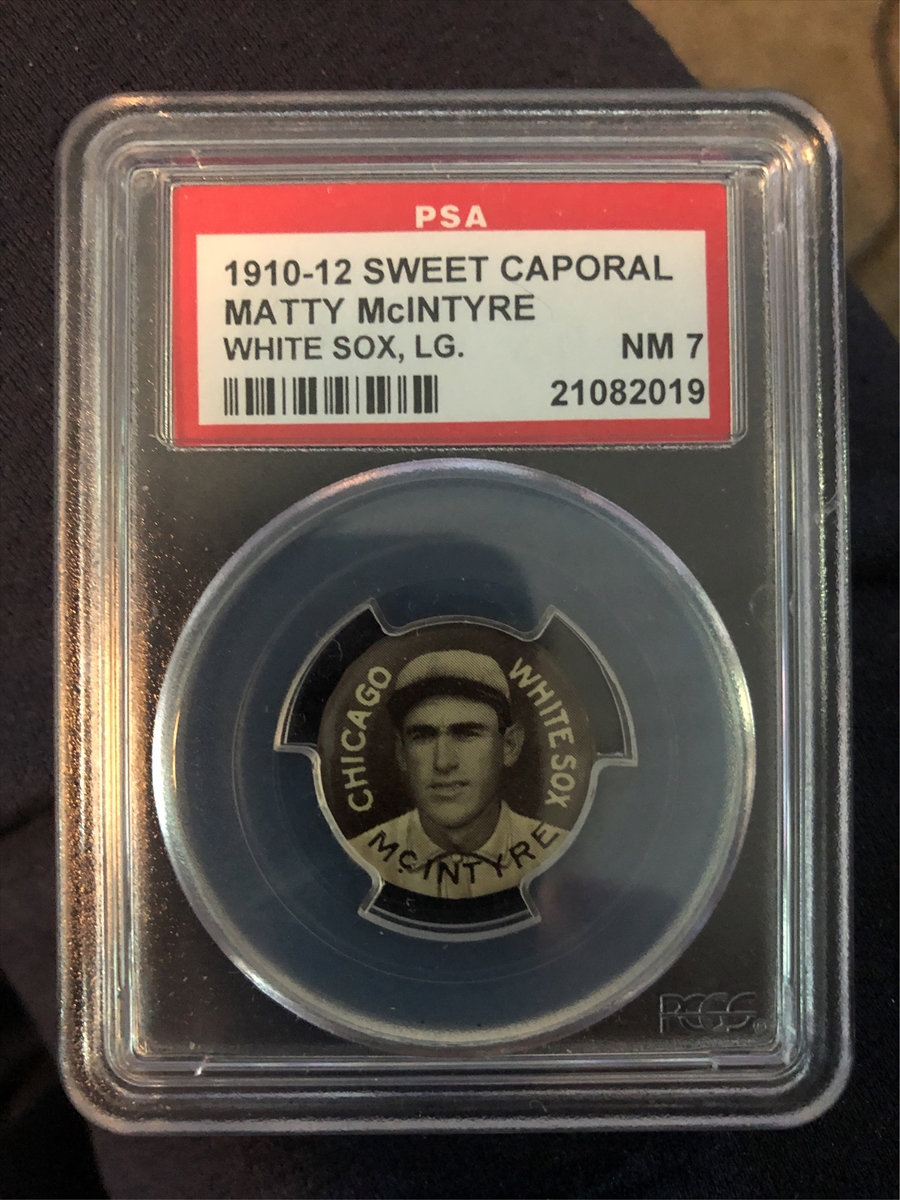 PSA
1910-12 SWEET CAPORAL
MATTY McINTYRE
WHITE SOX, LG.
NM 7
21082019
CHICAGO
WHITE SOX
McINTYRE
PCGS